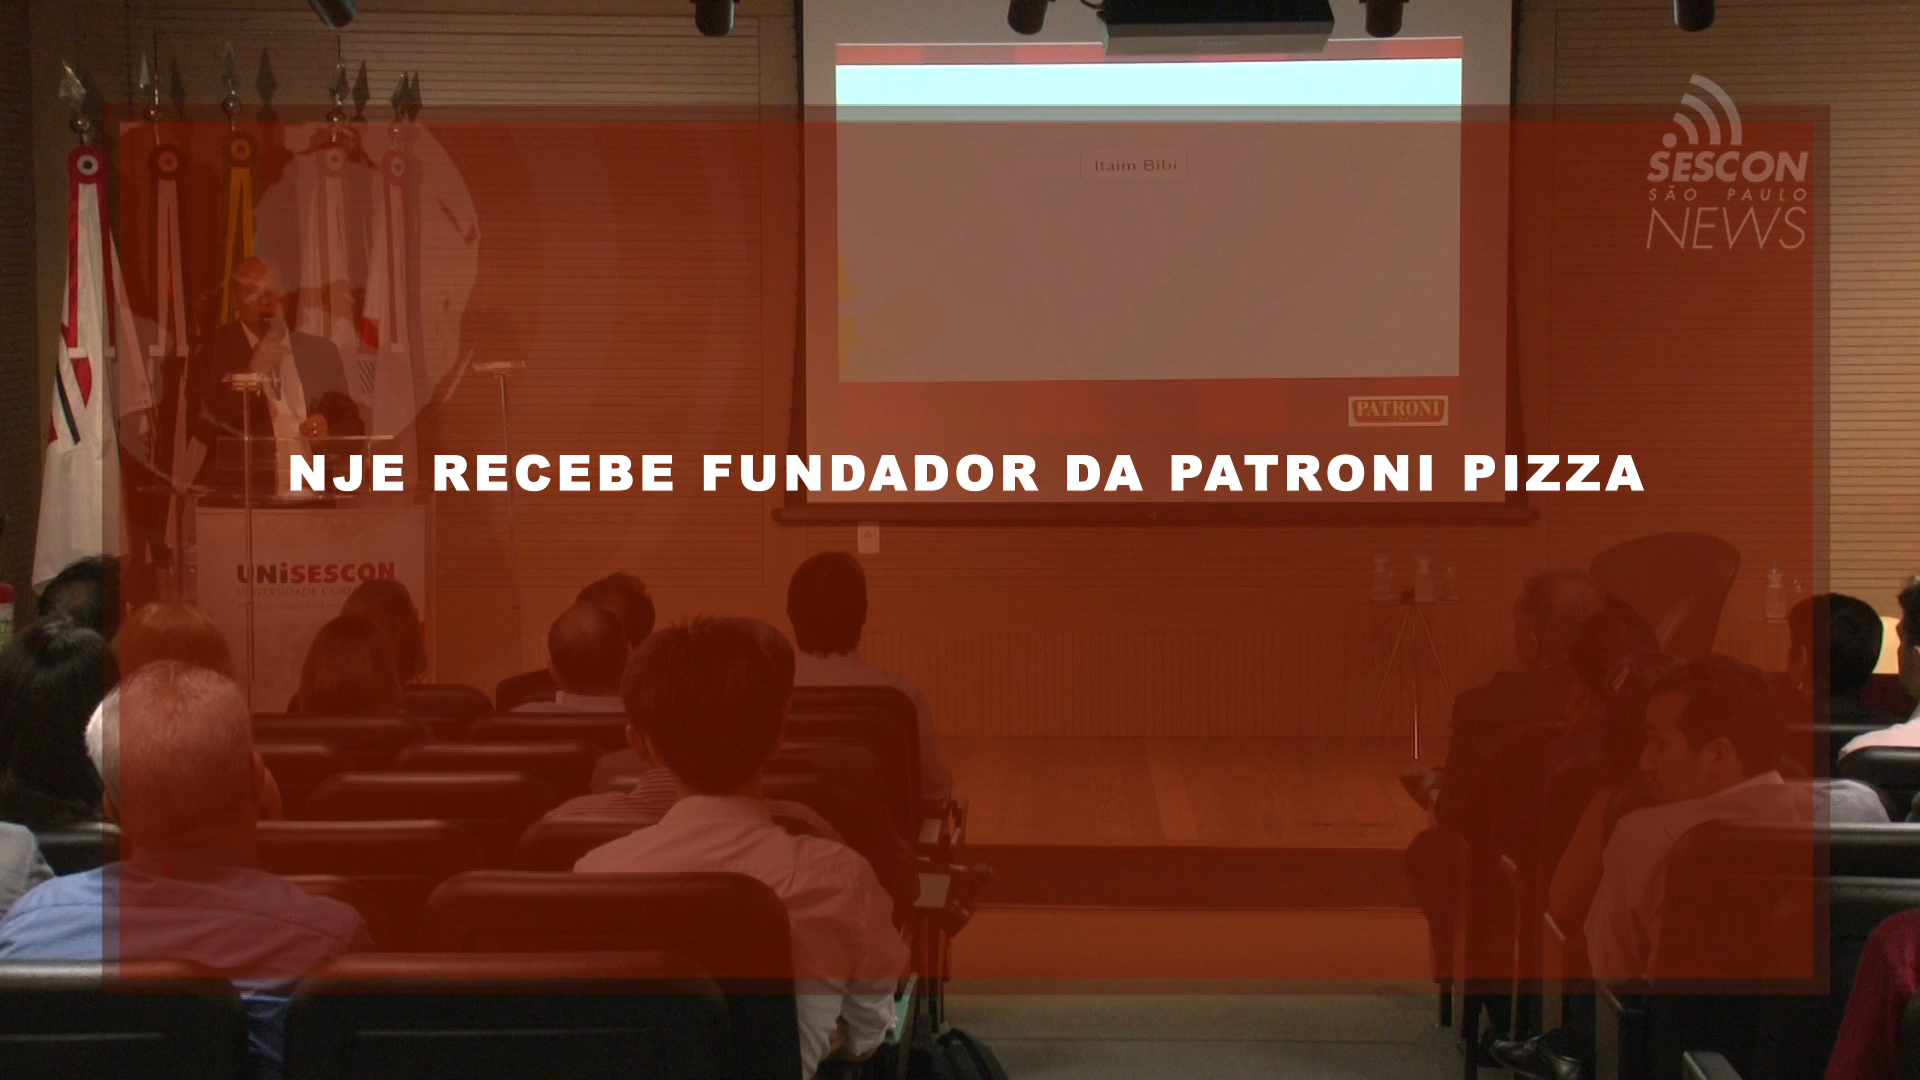 Itaim Bibi
SESCON
SÃO PAULO
NEWS
PATRONI
NJE RECEBE FUNDADOR DA PATRONI PIZZA
UNiSESCON